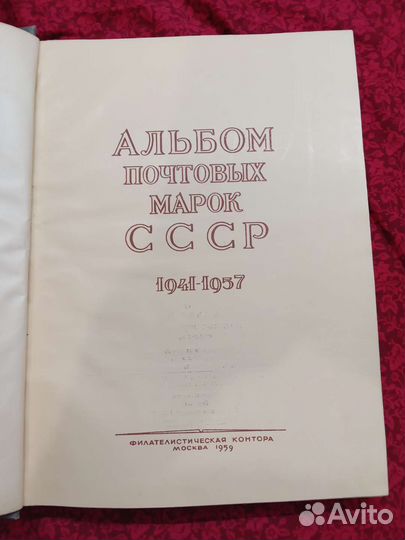 АЛЬБОМ
ПОЧТОВЫХ
МАРОК
СССР
1941-1957
ФИЛАТЕЛИСТИЧЕСКАЯ КОНТОРА
МОСКВА 1959
Avito